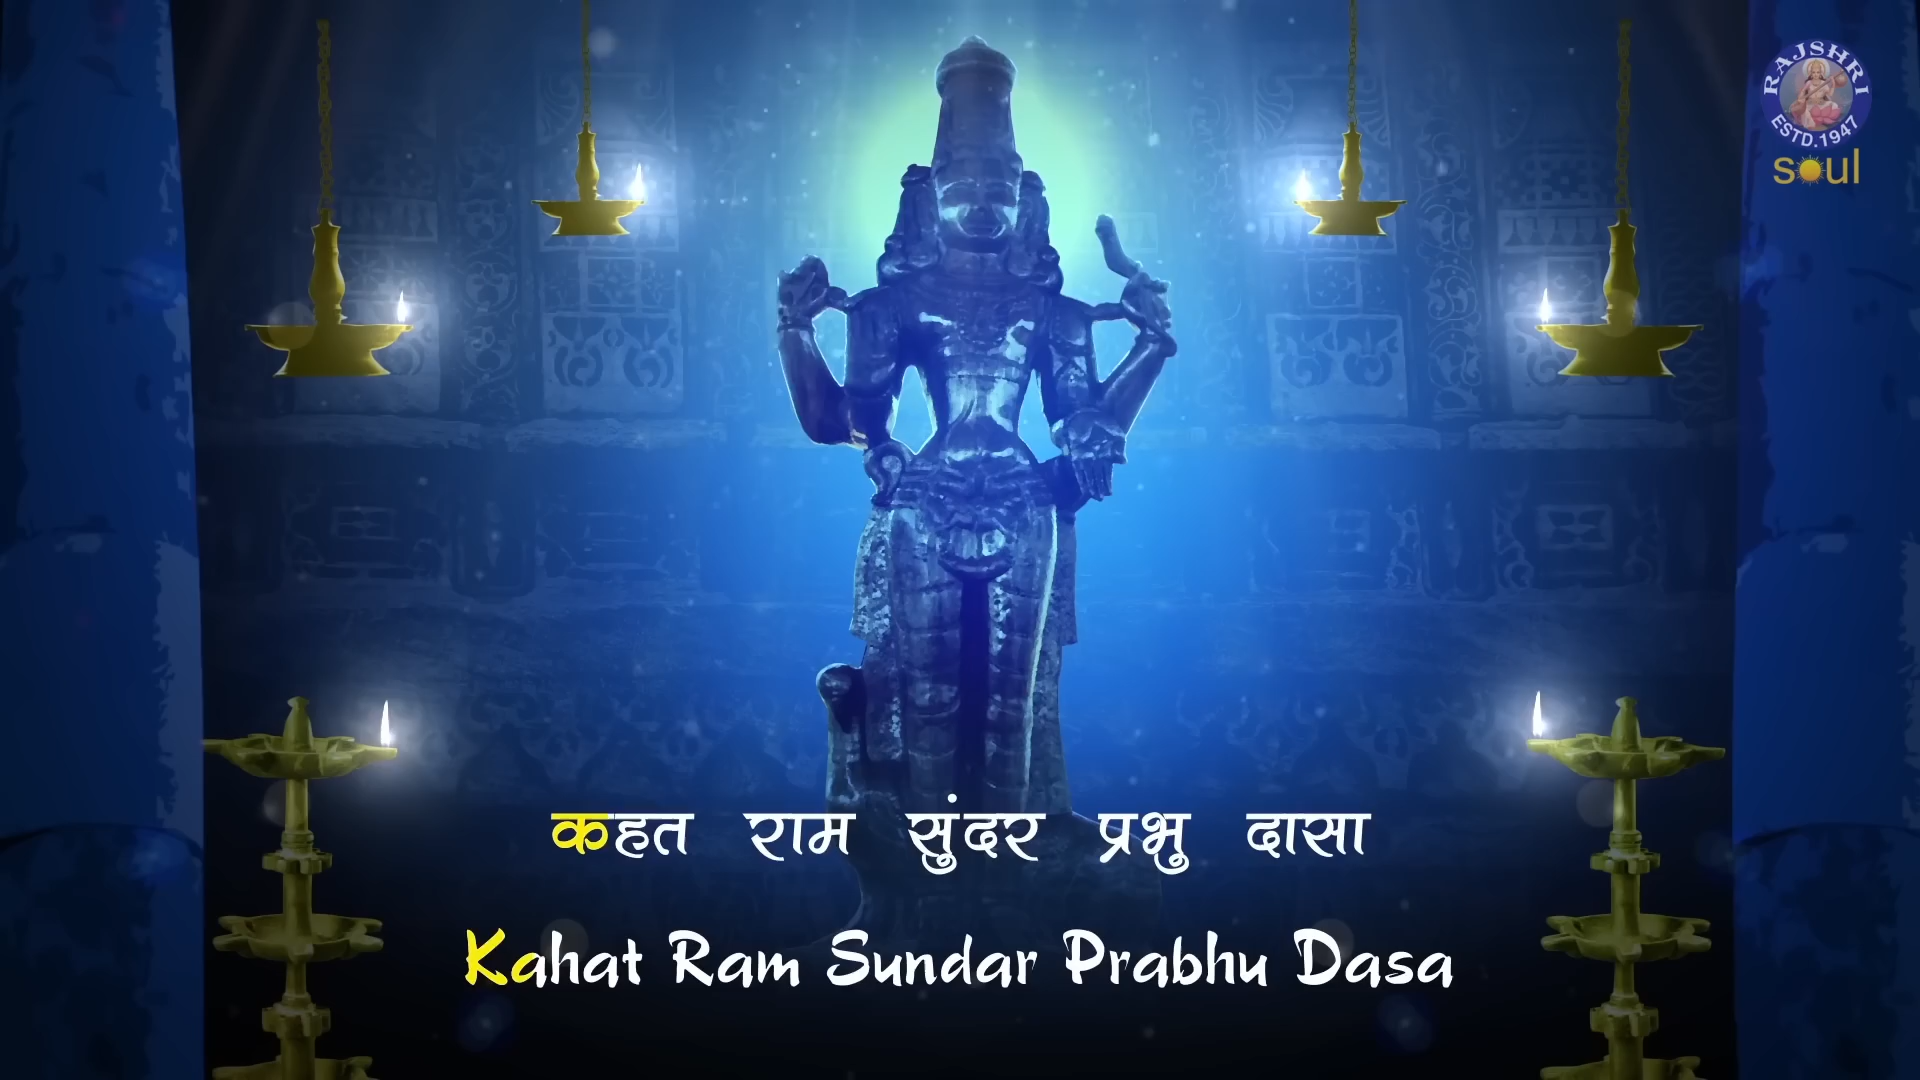 RAJSHRI
ESTD.1947
soul
कहत राम सुंदर प्रभु दासा
Kahat Ram Sundar Prabhu Dasa